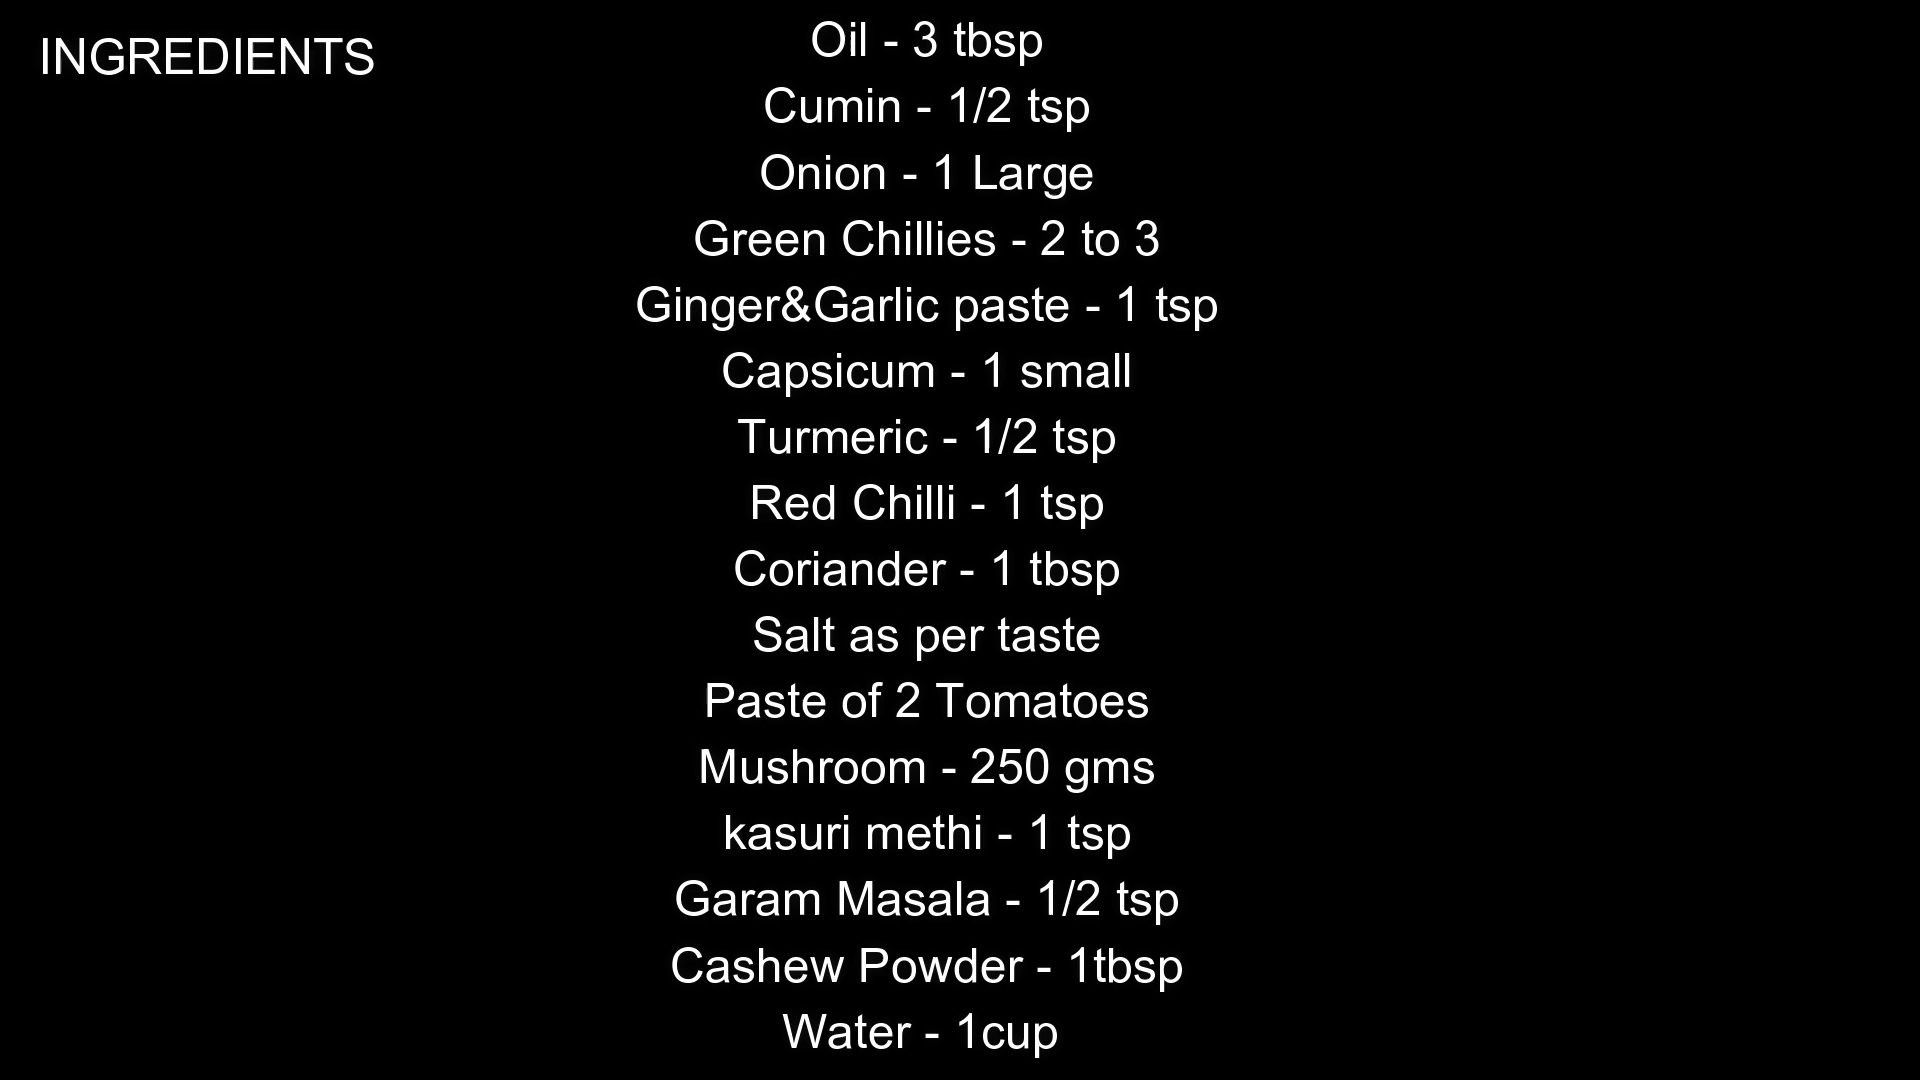 INGREDIENTS
Oil - 3 tbsp
Cumin - 1/2 tsp
Onion - 1 Large
Green Chillies - 2 to 3
Ginger&Garlic paste - 1 tsp
Capsicum - 1 small
Turmeric - 1/2 tsp
Red Chilli - 1 tsp
Coriander - 1 tbsp
Salt as per taste
Paste of 2 Tomatoes
Mushroom - 250 gms
kasuri methi - 1 tsp
Garam Masala - 1/2 tsp
Cashew Powder - 1tbsp
Water - 1cup